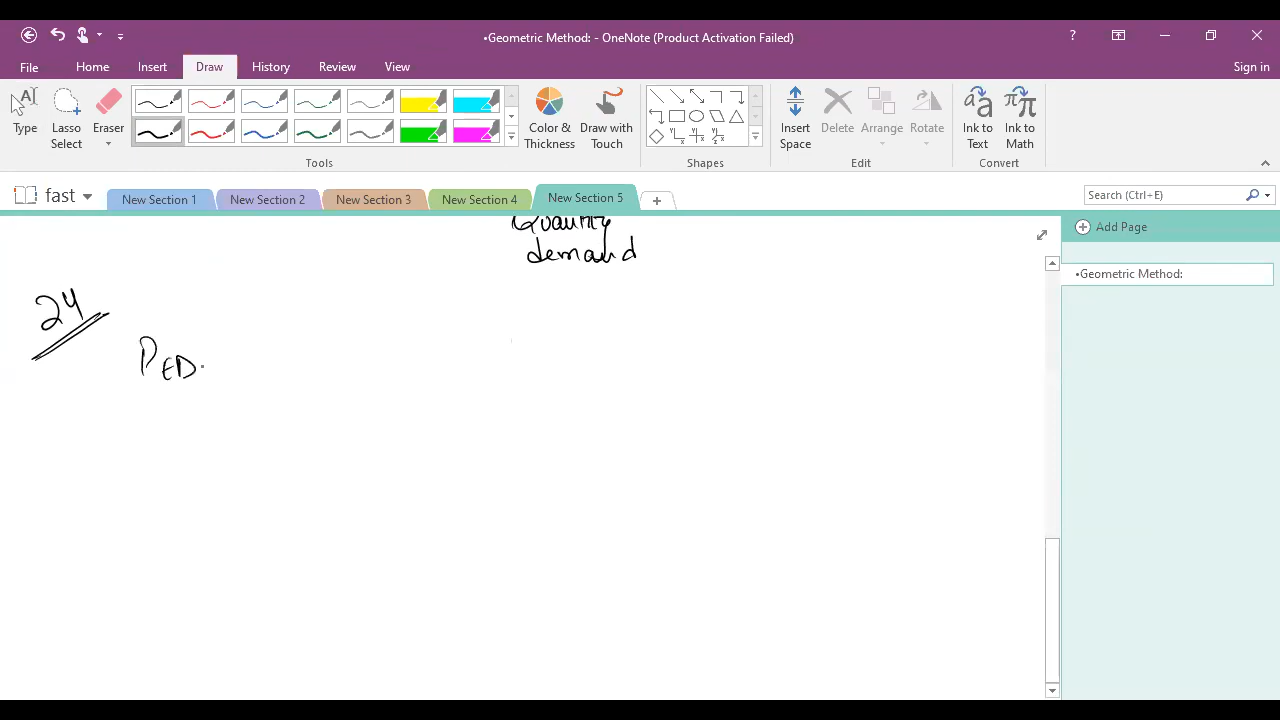 •Geometric Method: - OneNote (Product Activation Failed)
?
File Home Insert Draw History Review View Sign in
Type
Lasso Select
Eraser
Color & Thickness
Draw with Touch
Insert Space
Delete
Arrange
Rotate
Ink to Text
Ink to Math
Tools Shapes Edit Convert
fast New Section 1 New Section 2 New Section 3 New Section 4 New Section 5 Search (Ctrl+E)
Add Page
•Geometric Method:
Quantity
demand
24
PED